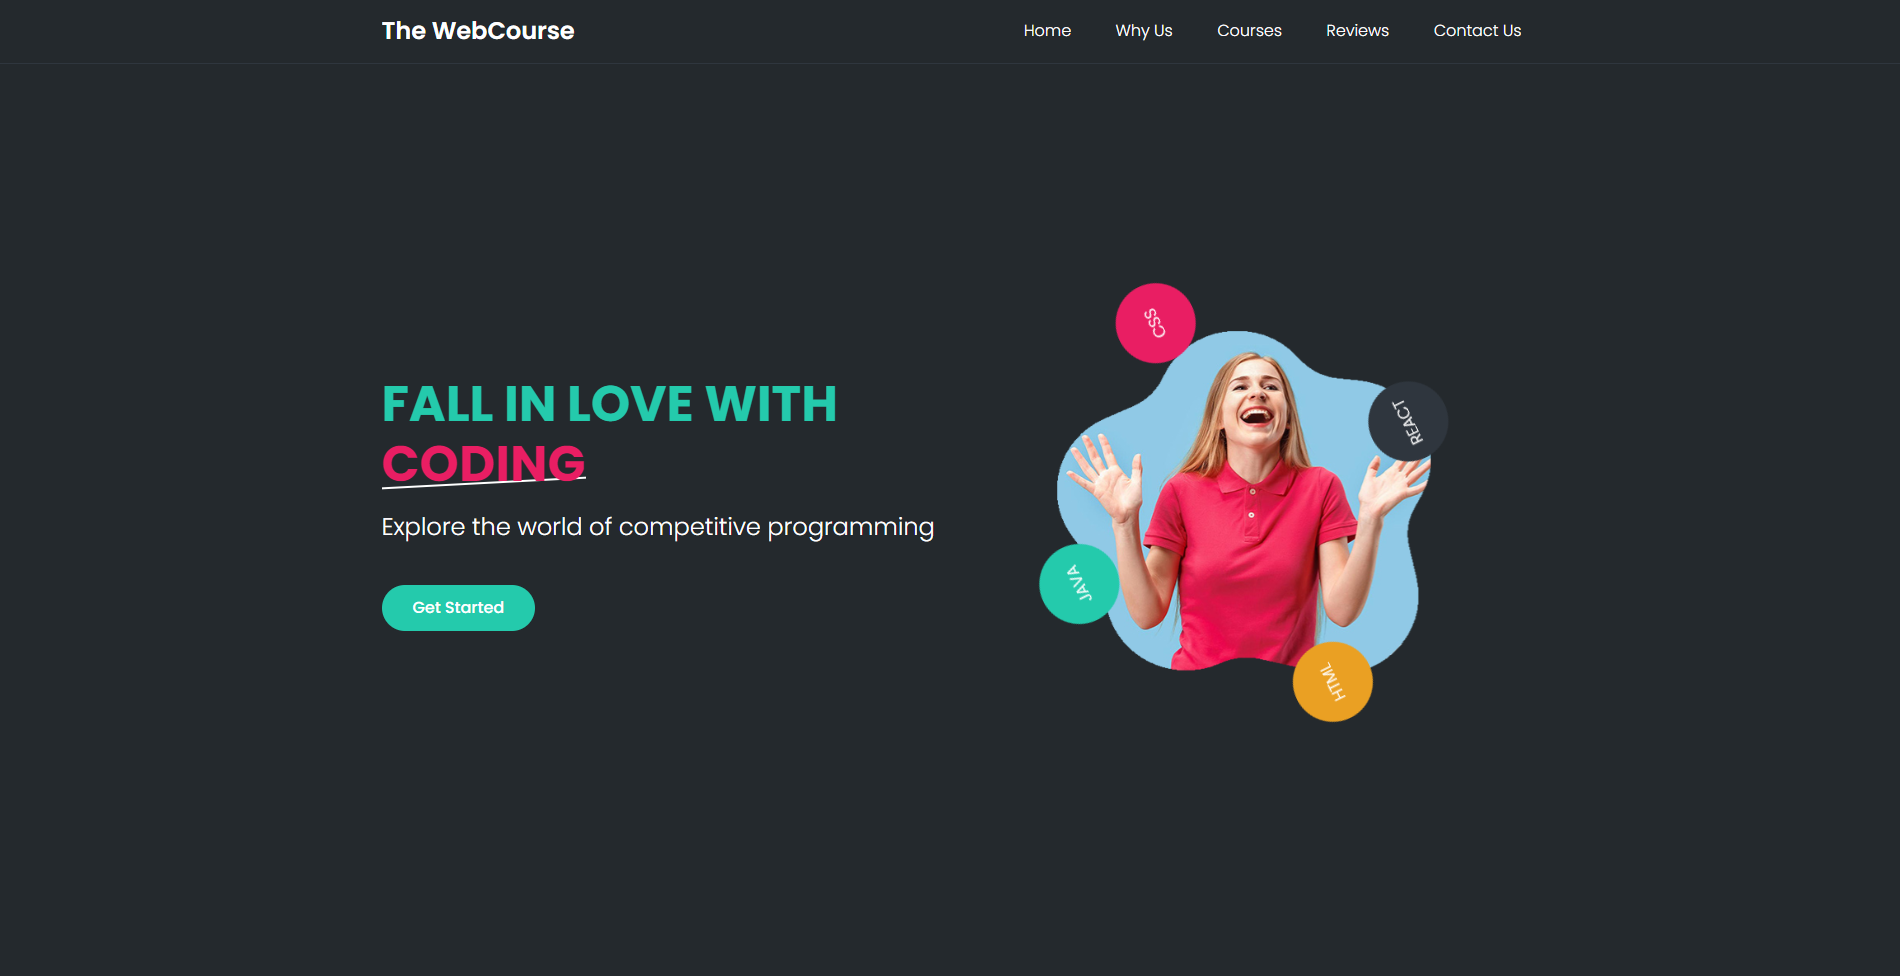 The WebCourse
Home Why Us Courses Reviews Contact Us
FALL IN LOVE WITH
CODING
Explore the world of competitive programming
Get Started
CSS
REACT
JAVA
HTML